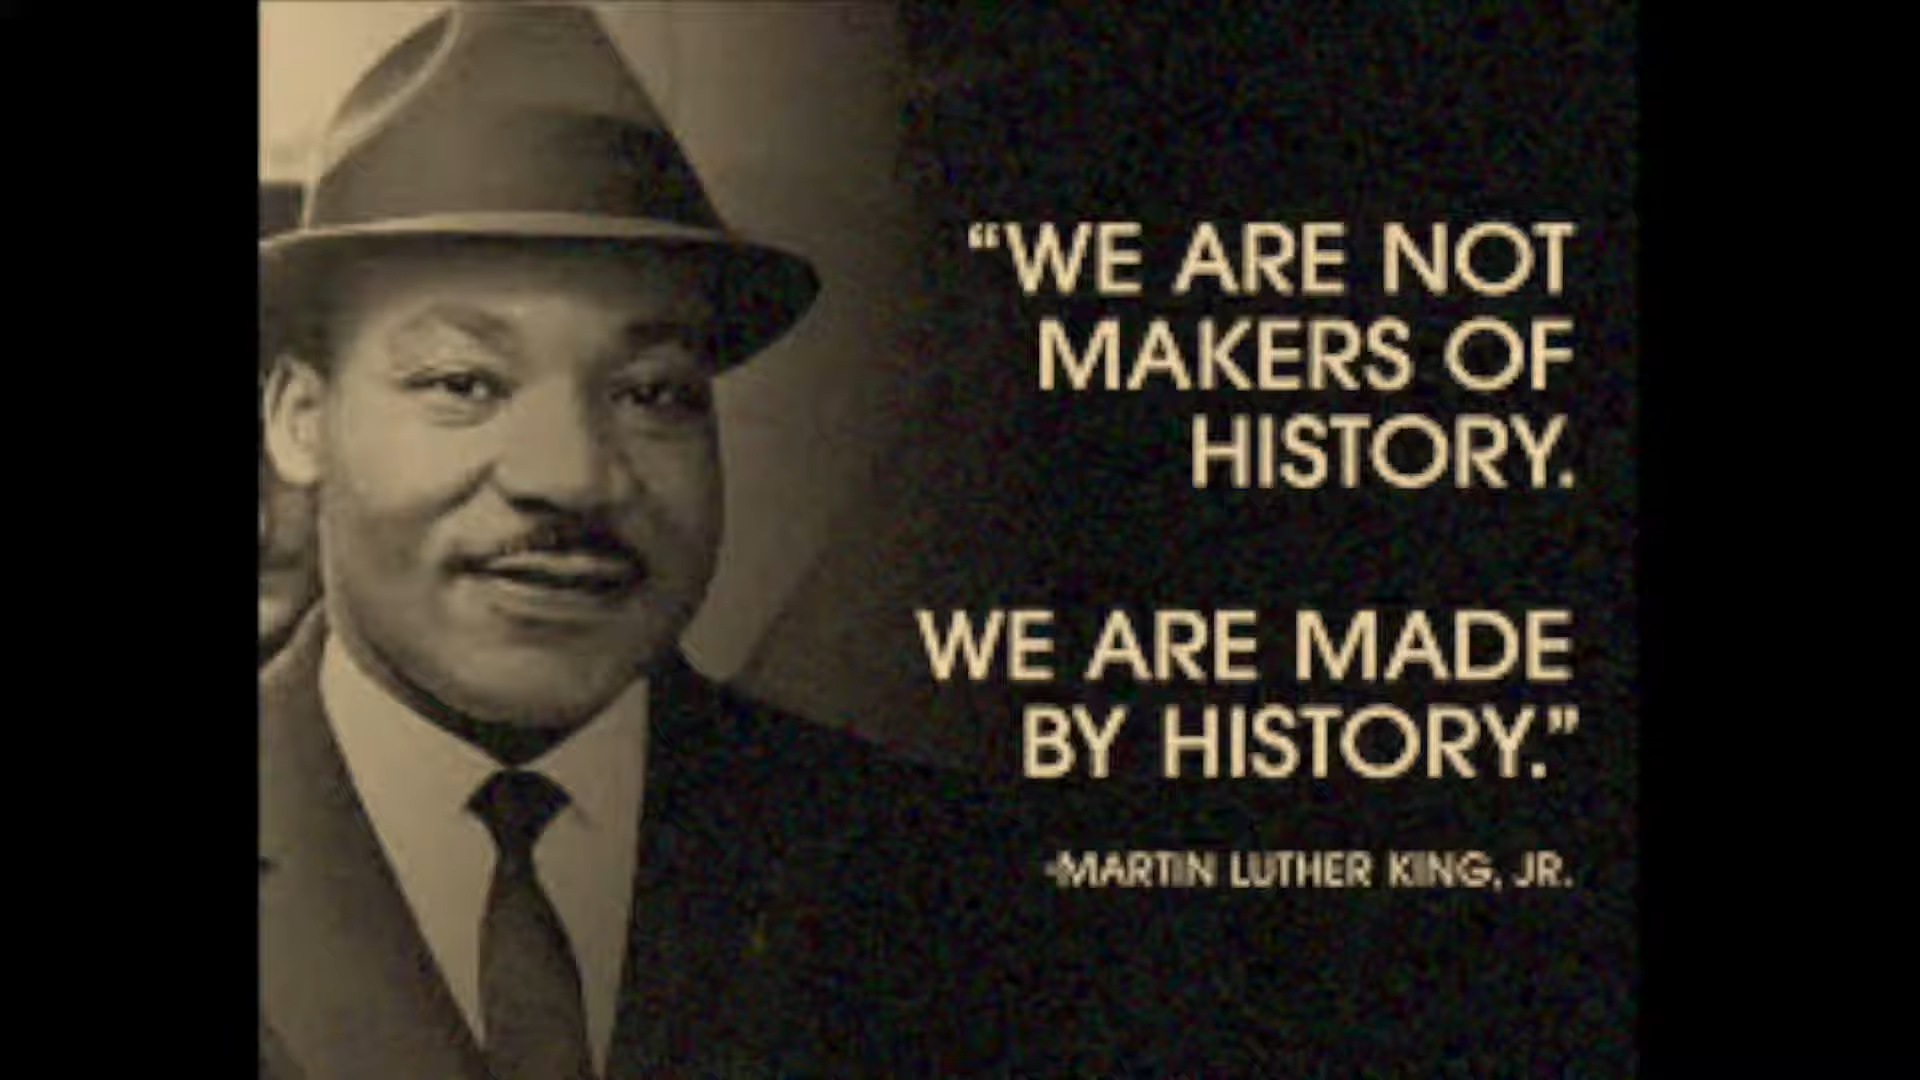 “WE ARE NOT
MAKERS OF
HISTORY.
WE ARE MADE
BY HISTORY.”
-MARTIN LUTHER KING, JR.